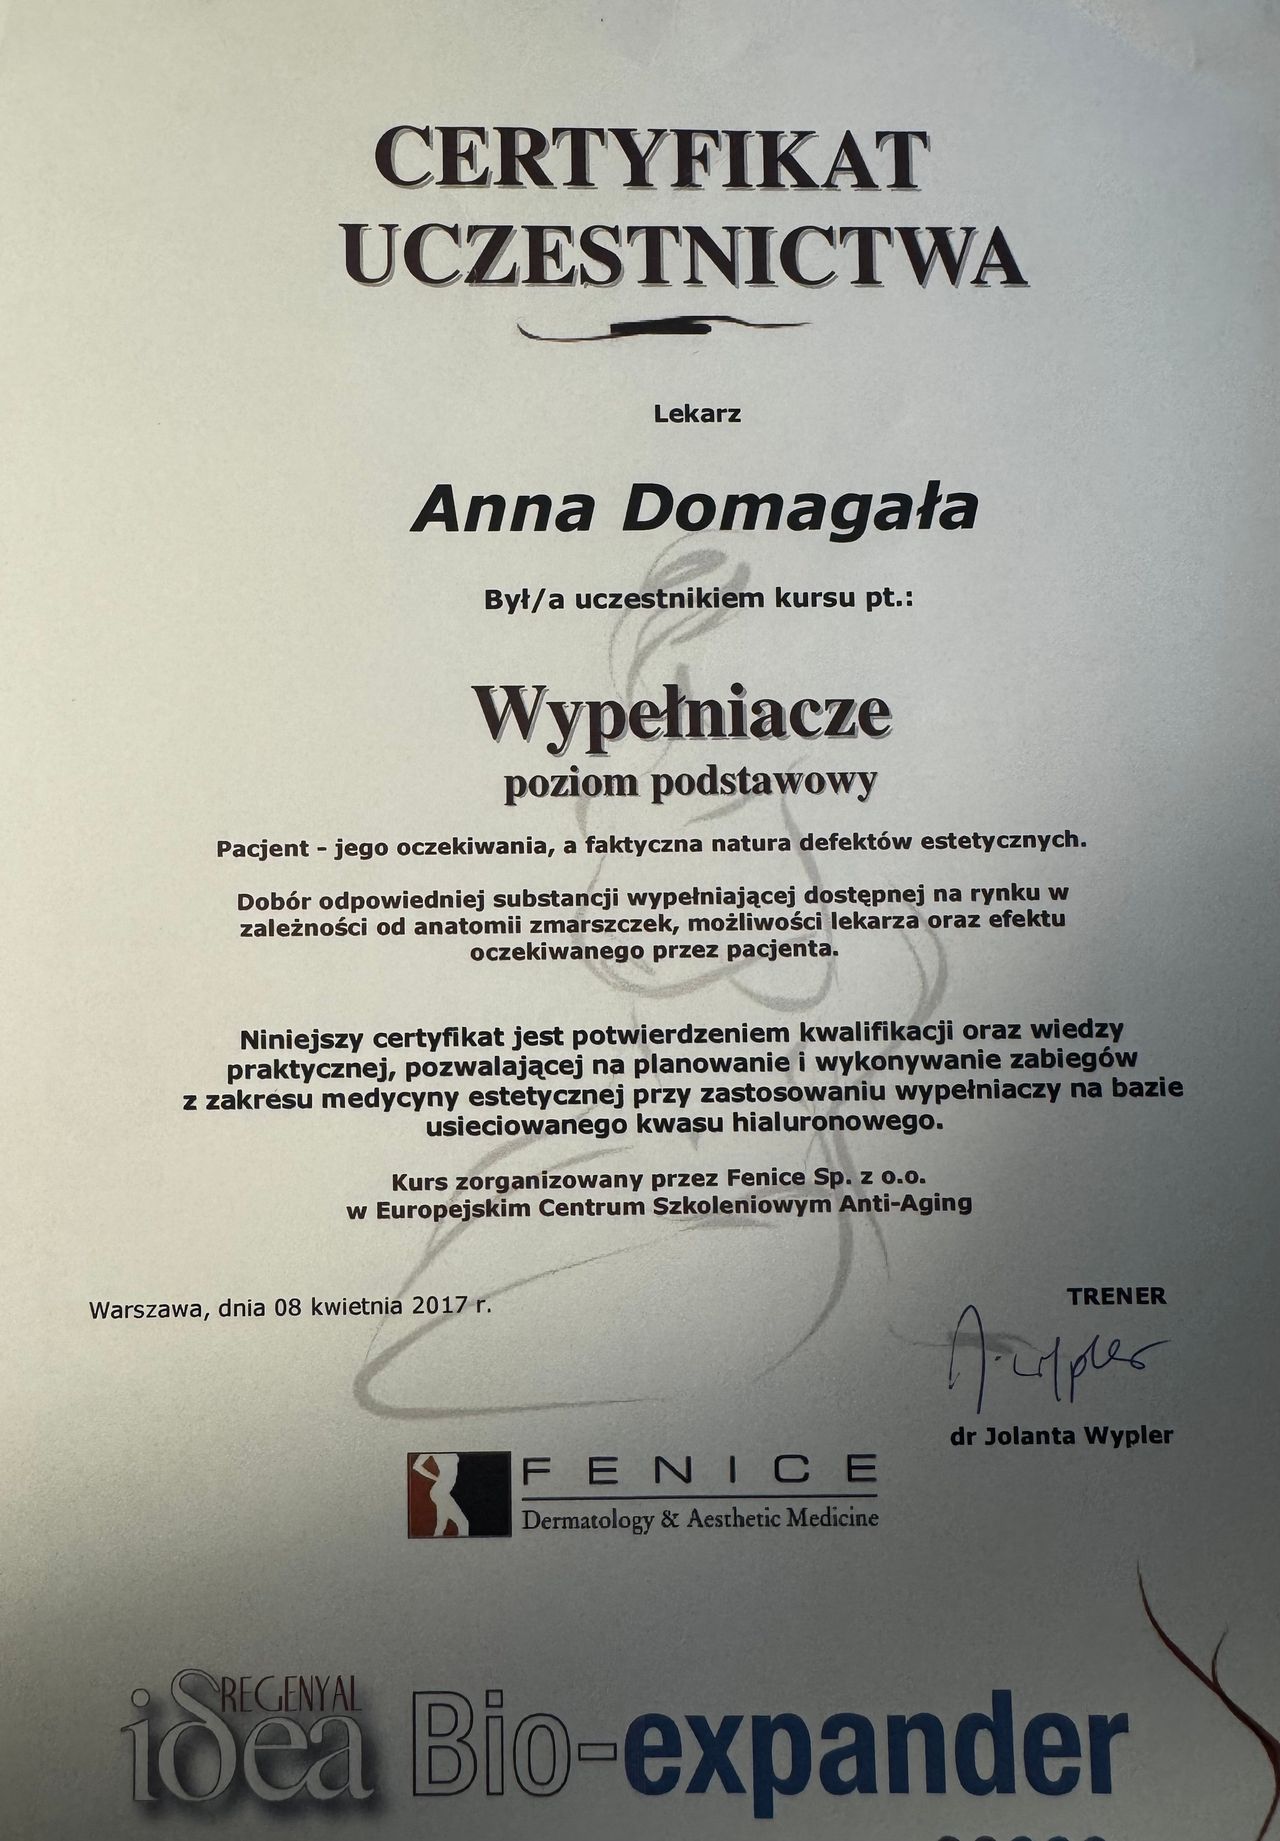 CERTYFIKAT
UCZESTNICTWA
Lekarz
Anna Domagała
Był/a uczestnikiem kursu pt.:
Wypełniacze
poziom podstawowy
Pacjent - jego oczekiwania, a faktyczna natura defektów estetycznych.
Dobór odpowiedniej substancji wypełniającej dostępnej na rynku w
zależności od anatomii zmarszczek, możliwości lekarza oraz efektu
oczekiwanego przez pacjenta.
Niniejszy certyfikat jest potwierdzeniem kwalifikacji oraz wiedzy
praktycznej, pozwalającej na planowanie i wykonywanie zabiegów
z zakresu medycyny estetycznej przy zastosowaniu wypełniaczy na bazie
usieciowanego kwasu hialuronowego.
Kurs zorganizowany przez Fenice Sp. z o.o.
w Europejskim Centrum Szkoleniowym Anti-Aging
Warszawa, dnia 08 kwietnia 2017 r.
TRENER
J. Wypler
dr Jolanta Wypler
FENICE
Dermatology & Aesthetic Medicine
REGENYAL
idea
Bio-expander